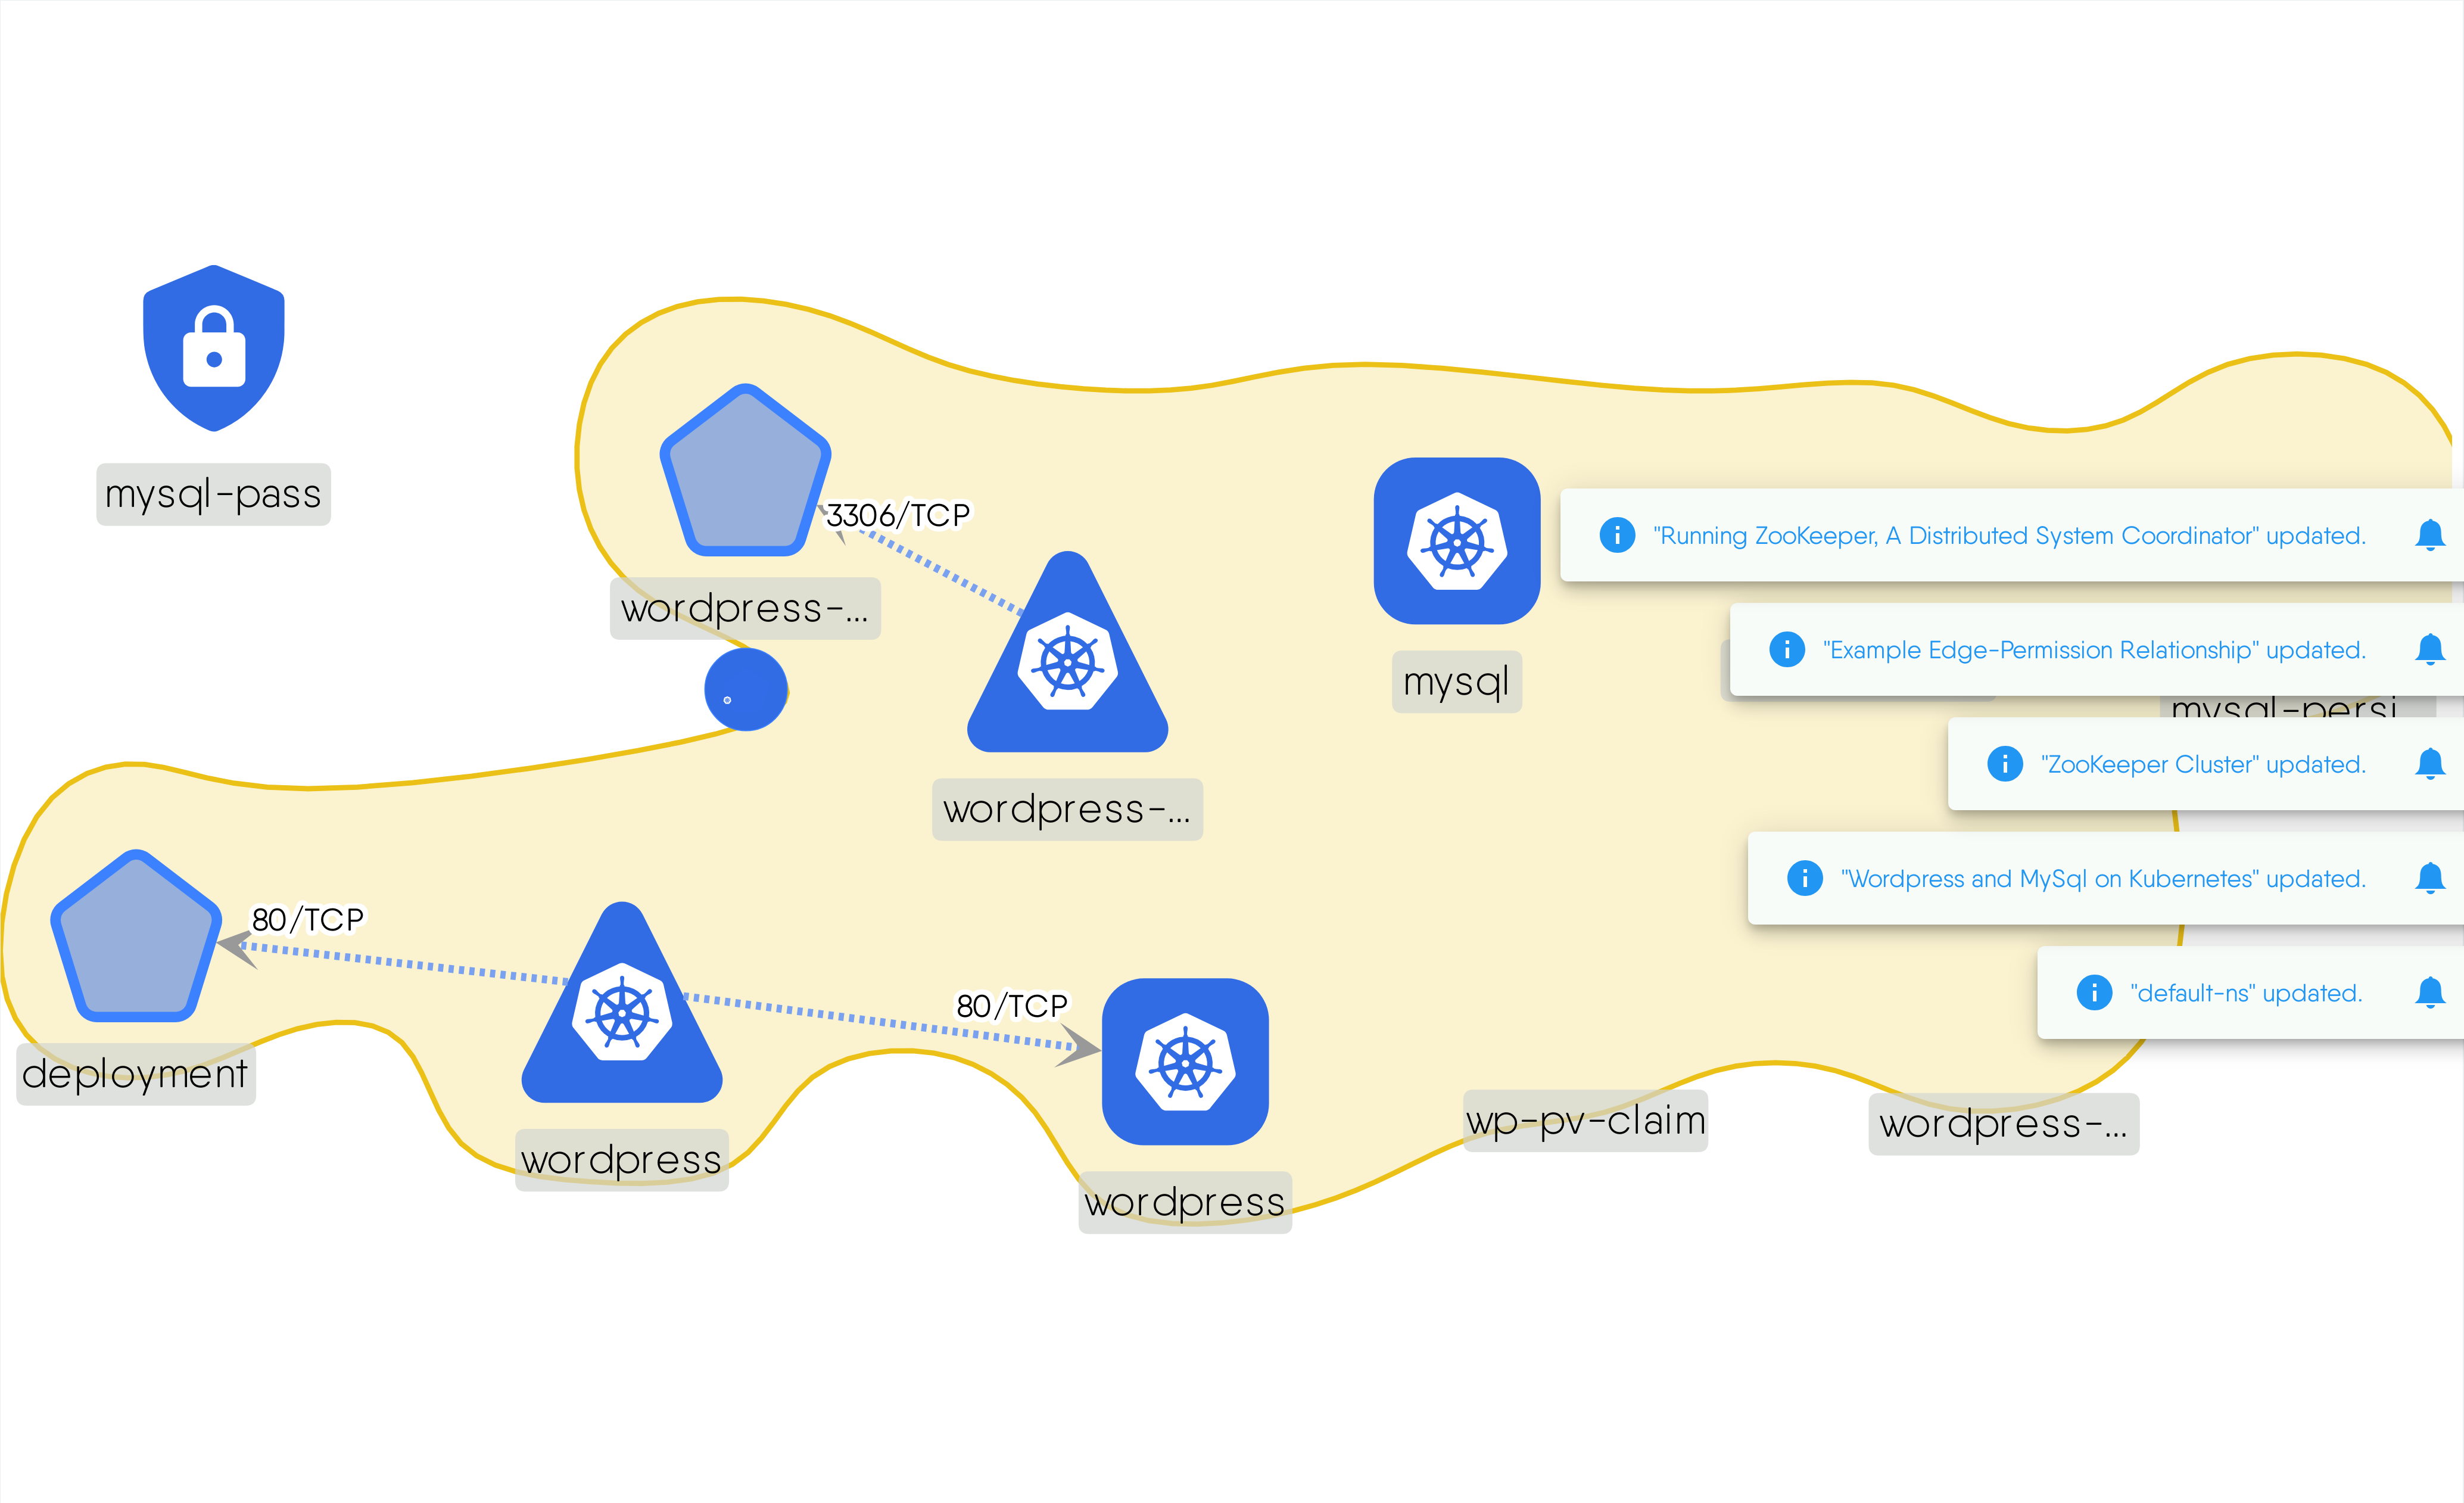 mysql-pass
3306/TCP
wordpress-...
wordpress-...
mysql
"Running ZooKeeper, A Distributed System Coordinator" updated.
"Example Edge-Permission Relationship" updated.
mysql-persi
"ZooKeeper Cluster" updated.
"Wordpress and MySql on Kubernetes" updated.
"default-ns" updated.
80/TCP
deployment
80/TCP
wordpress
wordpress
wp-pv-claim
wordpress-...